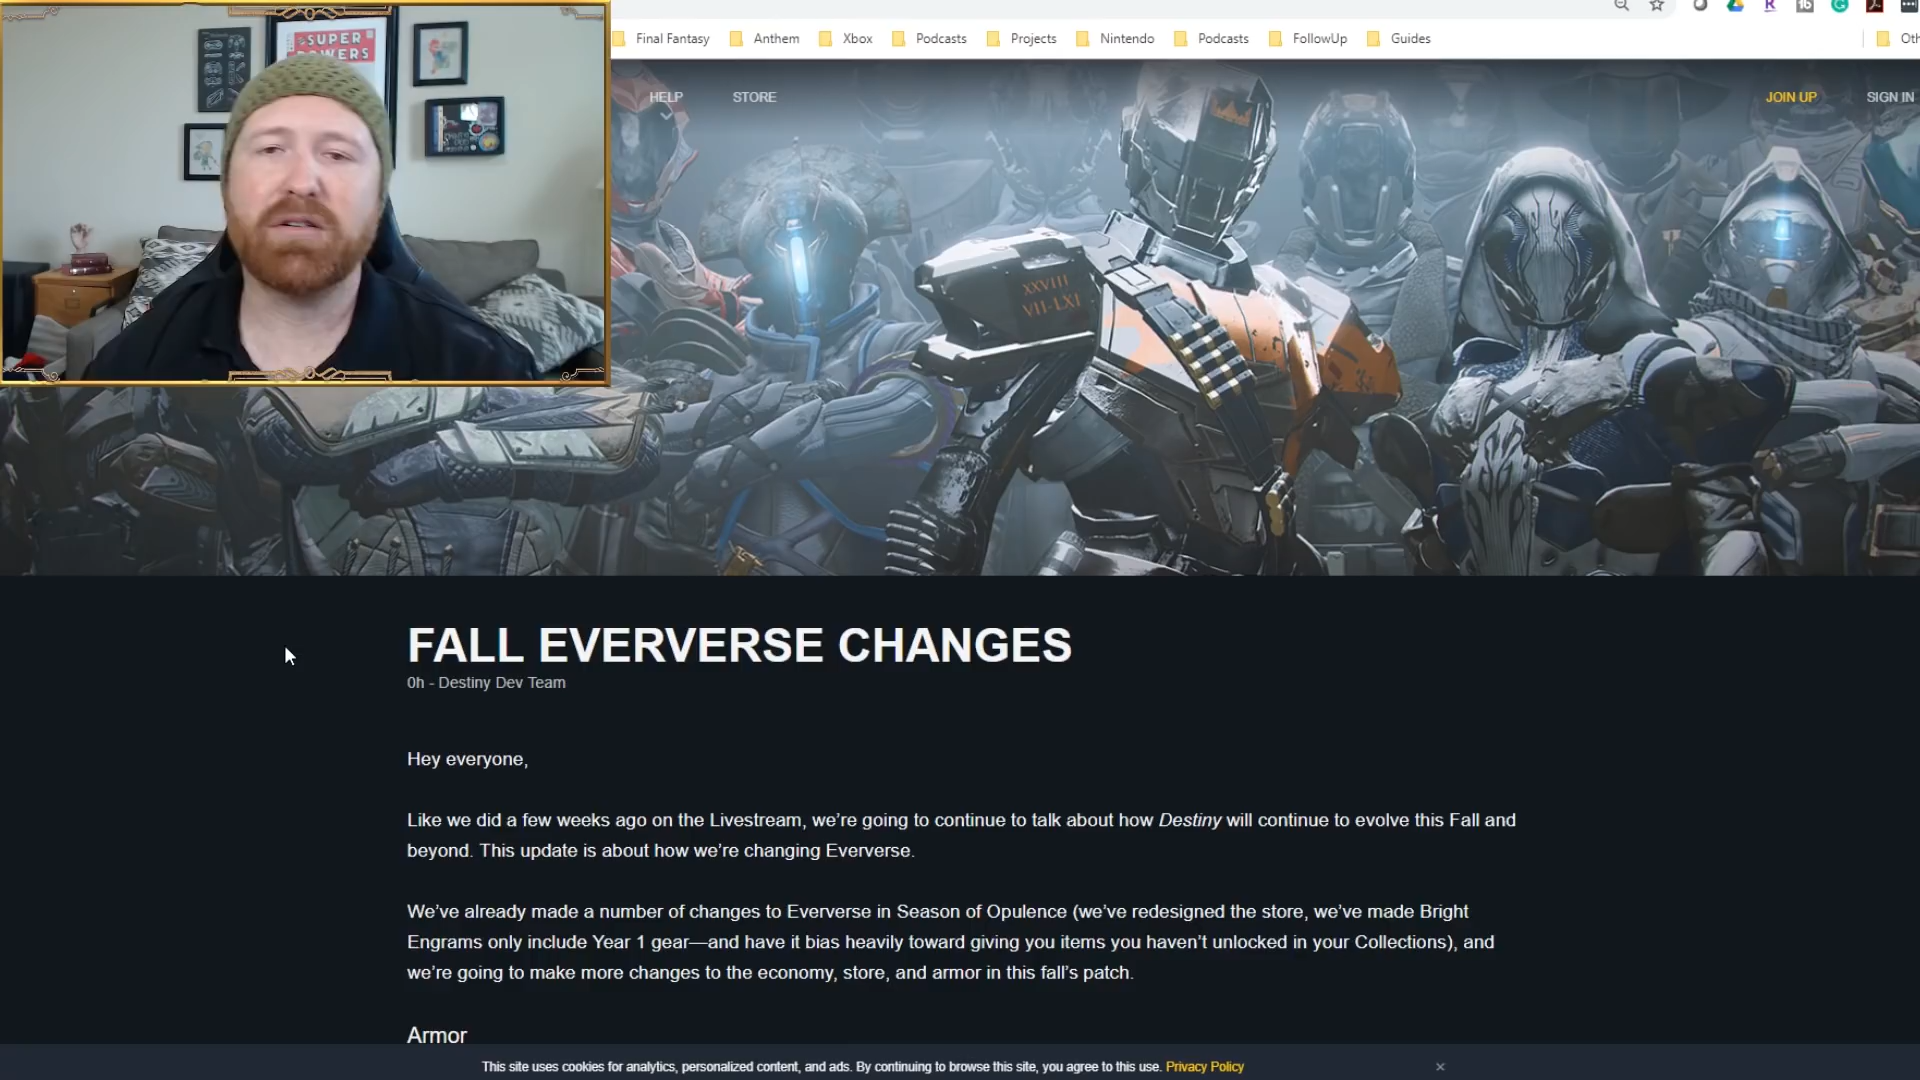 SUPER
POWERS
Final Fantasy
Anthem
Xbox
Podcasts
Projects
Nintendo
Podcasts
FollowUp
Guides
Oth
HELP
STORE
JOIN UP
SIGN IN
XXVIII
VII-LXI
FALL EVERVERSE CHANGES
0h - Destiny Dev Team
Hey everyone,
Like we did a few weeks ago on the Livestream, we're going to continue to talk about how Destiny will continue to evolve this Fall and
beyond. This update is about how we're changing Eververse.
We've already made a number of changes to Eververse in Season of Opulence (we've redesigned the store, we've made Bright
Engrams only include Year 1 gear—and have it bias heavily toward giving you items you haven't unlocked in your Collections), and
we're going to make more changes to the economy, store, and armor in this fall's patch.
Armor
This site uses cookies for analytics, personalized content, and ads. By continuing to browse this site, you agree to this use. Privacy Policy